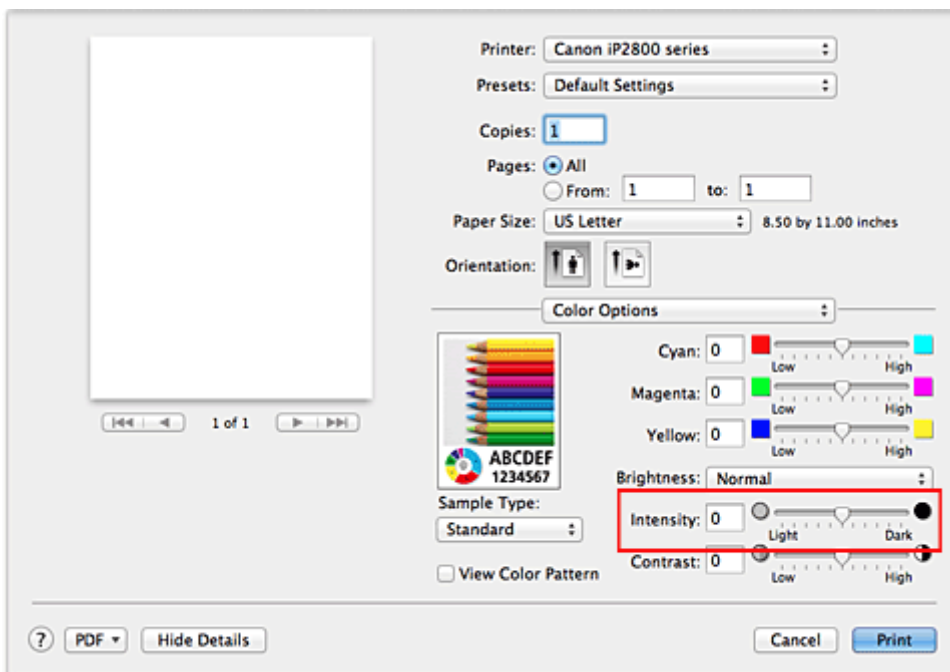 Printer: Canon iP2800 series
Presets: Default Settings
Copies: 1
Pages: All
From: 1 to: 1
Paper Size: US Letter 8.50 by 11.00 inches
Orientation:
Color Options
1 of 1
ABCDEF
1234567
Sample Type:
Standard
View Color Pattern
Cyan: 0
Low High
Magenta: 0
Low High
Yellow: 0
Low High
Brightness: Normal
Intensity: 0
Light Dark
Contrast: 0
Low High
? PDF Hide Details Cancel Print